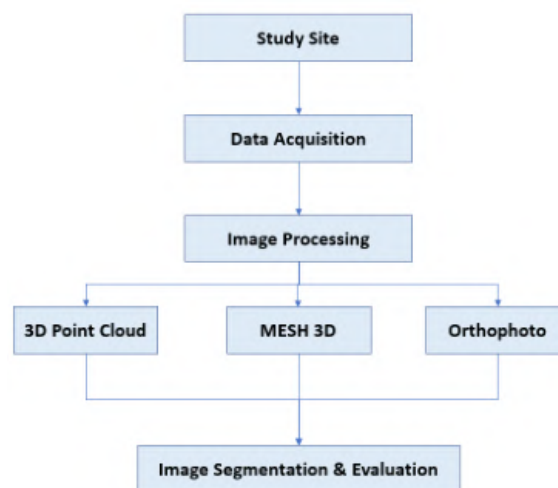 Study Site
Data Acquisition
Image Processing
3D Point Cloud
MESH 3D
Orthophoto
Image Segmentation & Evaluation